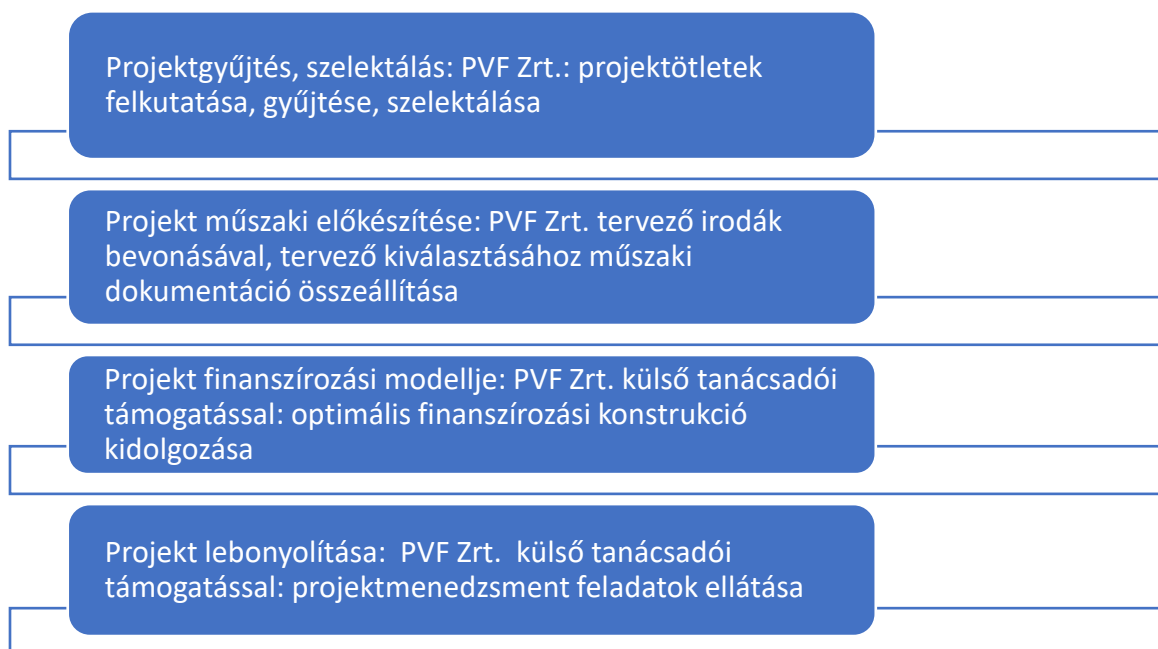 Projektgyűjtés, szelektálás: PVF Zrt.: projektötletek
felkutatása, gyűjtése, szelektálása
Projekt műszaki előkészítése: PVF Zrt. tervező irodák
bevonásával, tervező kiválasztásához műszaki
dokumentáció összeállítása
Projekt finanszírozási modellje: PVF Zrt. külső tanácsadói
támogatással: optimális finanszírozási konstrukció
kidolgozása
Projekt lebonyolítása: PVF Zrt. külső tanácsadói
támogatással: projektmenedzsment feladatok ellátása